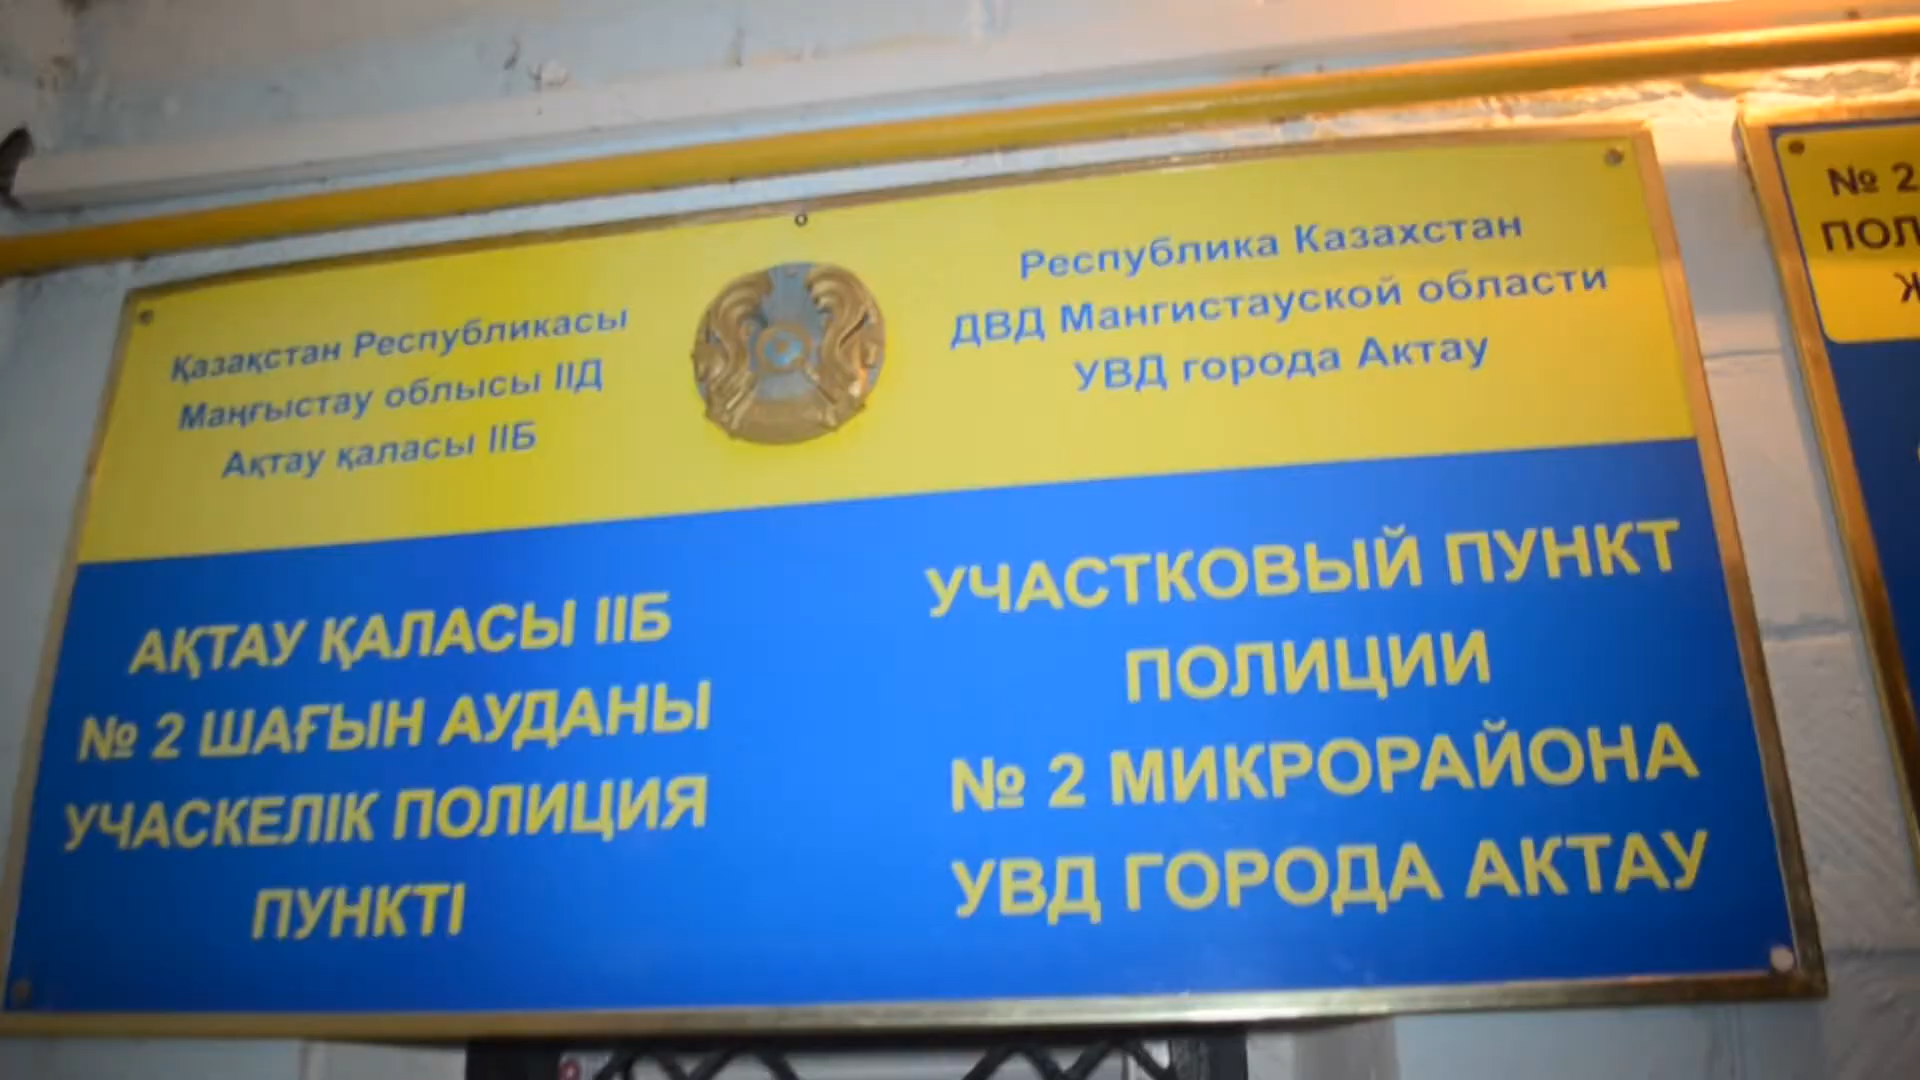 Қазақстан Республикасы
Маңғыстау облысы ІІД
Ақтау қаласы ІІБ
Республика Казахстан
ДВД Мангистауской области
УВД города Актау
АҚТАУ ҚАЛАСЫ ІІБ
№ 2 ШАҒЫН АУДАНЫ
УЧАСКЕЛІК ПОЛИЦИЯ
ПУНКТІ
УЧАСТКОВЫЙ ПУНКТ
ПОЛИЦИИ
№ 2 МИКРОРАЙОНА
УВД ГОРОДА АКТАУ
№ 2